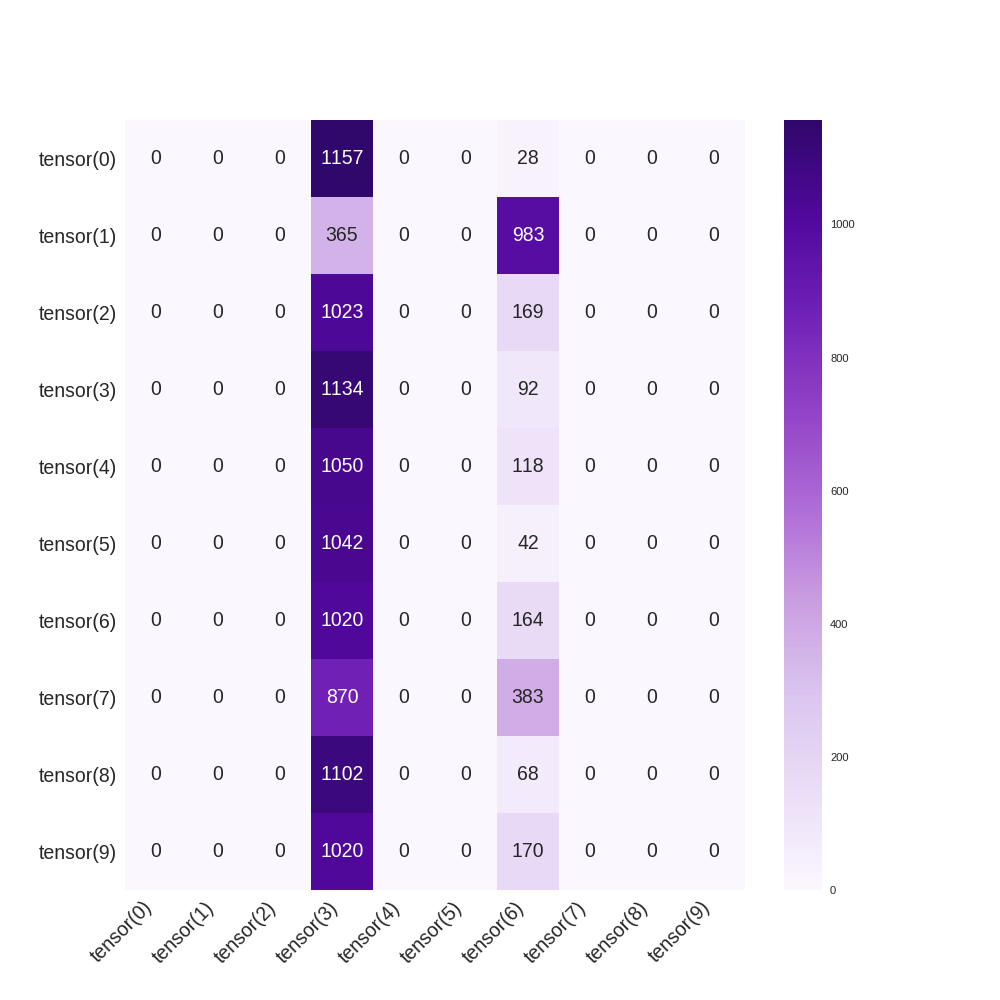 tensor(0) 0 0 0 1157 0 0 28 0 0 0
tensor(1) 0 0 0 365 0 0 983 0 0 0
tensor(2) 0 0 0 1023 0 0 169 0 0 0
tensor(3) 0 0 0 1134 0 0 92 0 0 0
tensor(4) 0 0 0 1050 0 0 118 0 0 0
tensor(5) 0 0 0 1042 0 0 42 0 0 0
tensor(6) 0 0 0 1020 0 0 164 0 0 0
tensor(7) 0 0 0 870 0 0 383 0 0 0
tensor(8) 0 0 0 1102 0 0 68 0 0 0
tensor(9) 0 0 0 1020 0 0 170 0 0 0
tensor(0) tensor(1) tensor(2) tensor(3) tensor(4) tensor(5) tensor(6) tensor(7) tensor(8) tensor(9)
1000
800
600
400
200
0